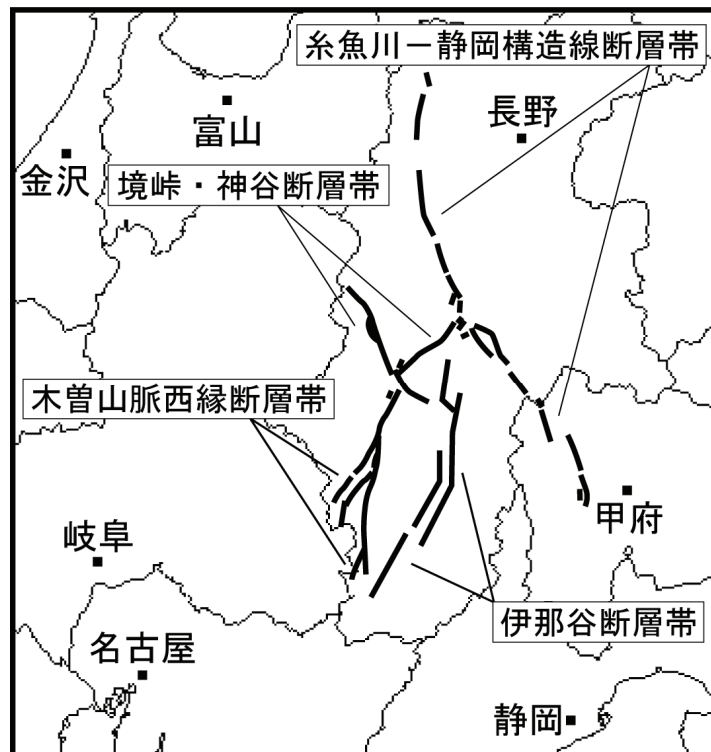 糸魚川－静岡構造線断層帯
富山
長野
金沢
境峠・神谷断層帯
木曽山脈西縁断層帯
甲府
岐阜
伊那谷断層帯
名古屋
静岡